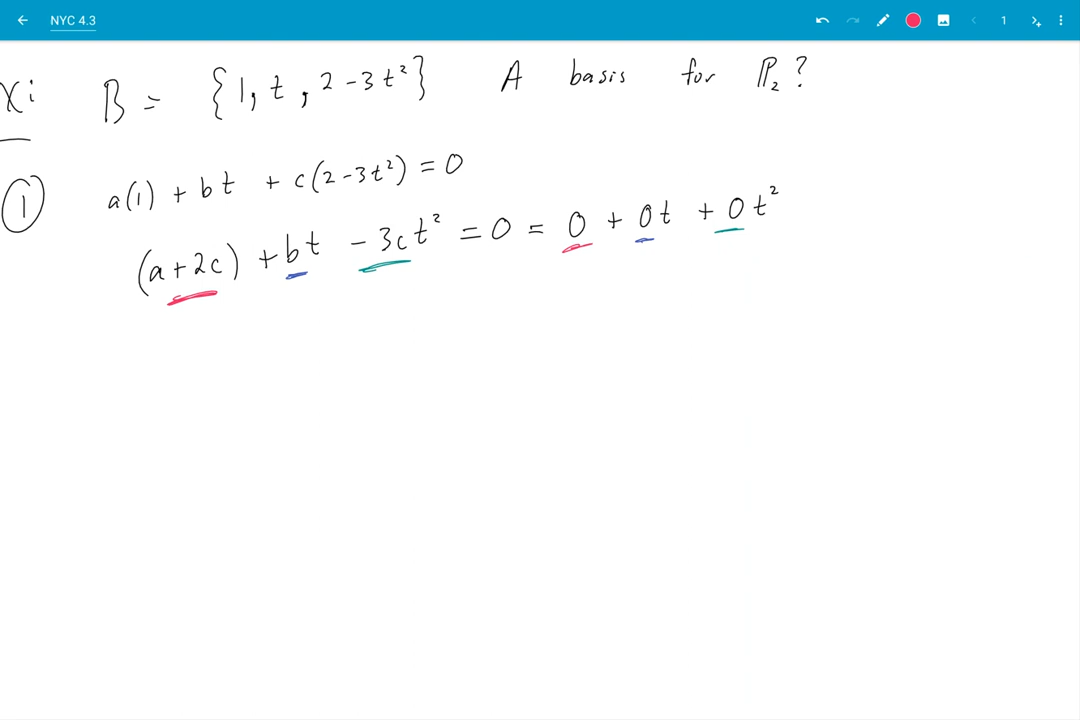 NYC 4.3
1
x: B = {1, t, 2 - 3t²} A basis for ℙ₂?
① a(1) + bt + c(2 - 3t²) = 0
(a + 2c) + bt - 3ct² = 0 = 0 + 0t + 0t²